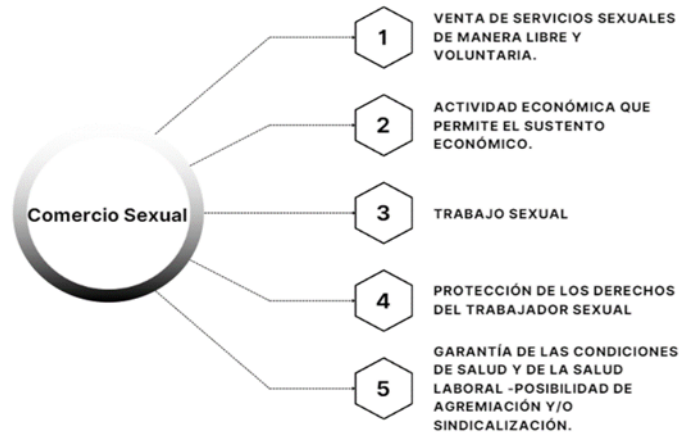 Comercio Sexual
1
VENTA DE SERVICIOS SEXUALES
DE MANERA LIBRE Y
VOLUNTARIA.
2
ACTIVIDAD ECONÓMICA QUE
PERMITE EL SUSTENTO
ECONÓMICO.
3
TRABAJO SEXUAL
4
PROTECCIÓN DE LOS DERECHOS
DEL TRABAJADOR SEXUAL
5
GARANTÍA DE LAS CONDICIONES
DE SALUD Y DE LA SALUD
LABORAL -POSIBILIDAD DE
AGREMIACIÓN Y/O
SINDICALIZACIÓN.